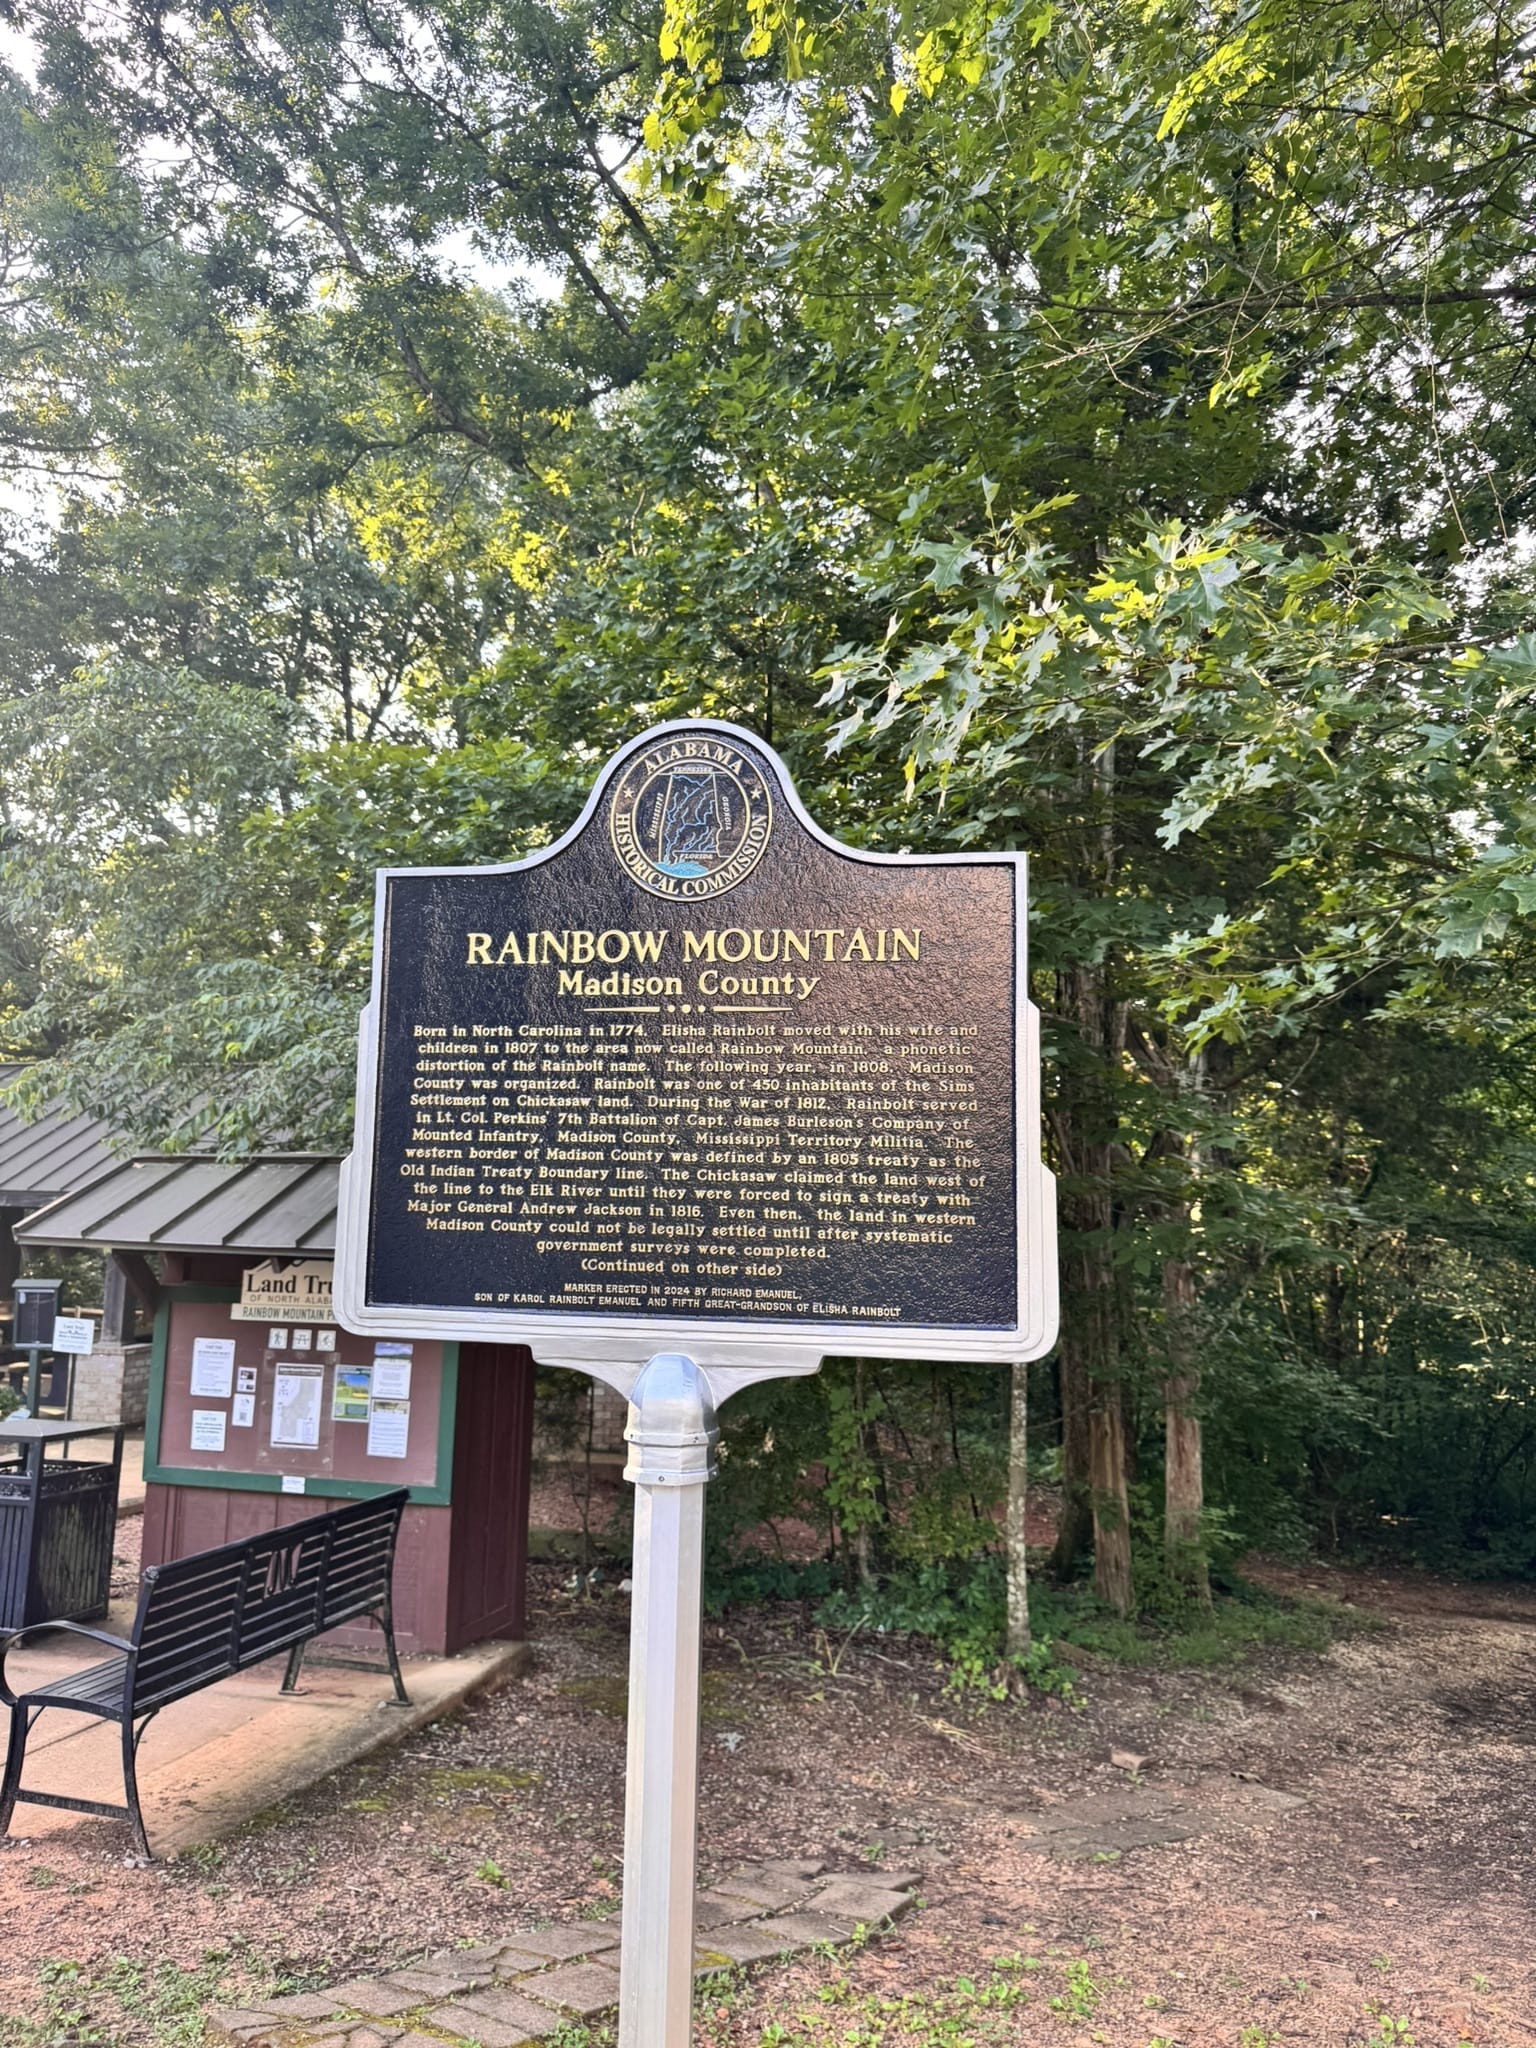 ALABAMA
HISTORICAL COMMISSION
TENNESSEE
MISSISSIPPI
GEORGIA
FLORIDA
RAINBOW MOUNTAIN
Madison County
Born in North Carolina in 1774, Elisha Rainbolt moved with his wife and
children in 1807 to the area now called Rainbow Mountain, a phonetic
distortion of the Rainbolt name. The following year, in 1808, Madison
County was organized. Rainbolt was one of 450 inhabitants of the Sims
Settlement on Chickasaw land. During the War of 1812, Rainbolt served
in Lt. Col. Perkins' 7th Battalion of Capt. James Burleson's Company of
Mounted Infantry, Madison County, Mississippi Territory Militia. The
western border of Madison County was defined by an 1805 treaty as the
Old Indian Treaty Boundary line. The Chickasaw claimed the land west of
the line to the Elk River until they were forced to sign a treaty with
Major General Andrew Jackson in 1816. Even then, the land in western
Madison County could not be legally settled until after systematic
government surveys were completed.
(Continued on other side)
MARKER ERECTED IN 2024 BY RICHARD EMANUEL,
SON OF KAROL RAINBOLT EMANUEL AND FIFTH GREAT-GRANDSON OF ELISHA RAINBOLT
Land Tru
OF NORTH ALABA
RAINBOW MOUNTAIN P
M